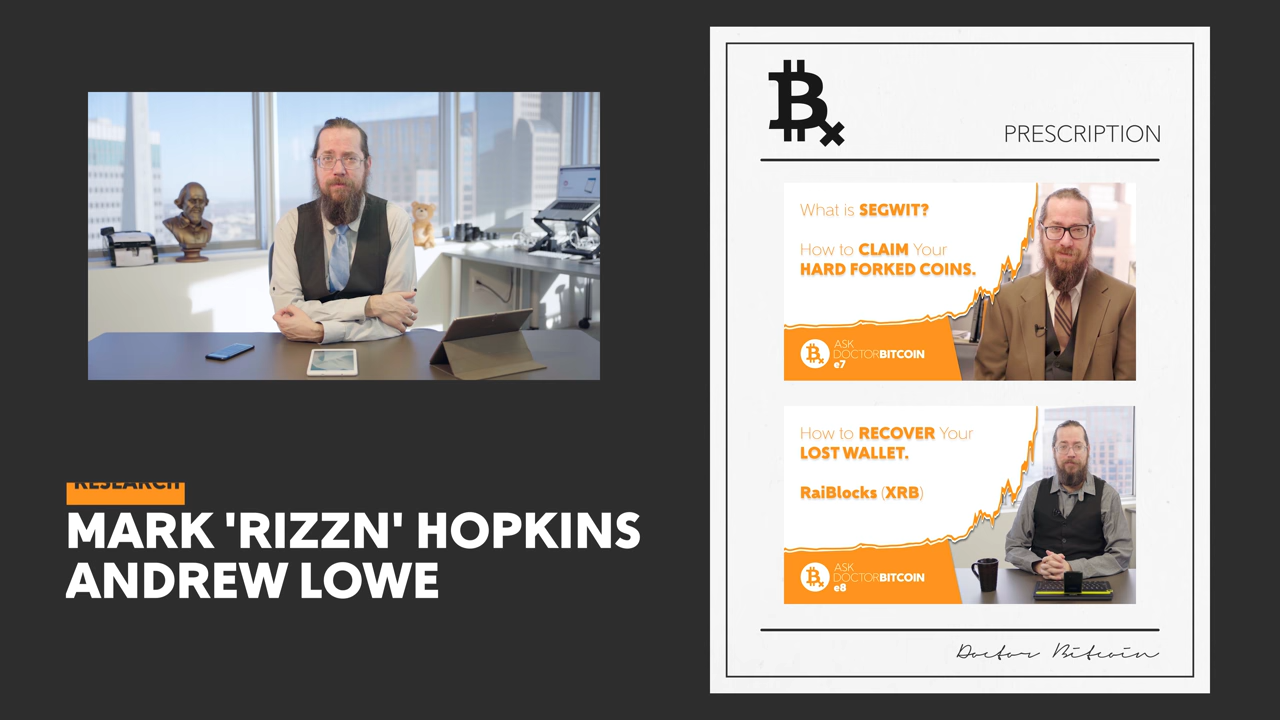 RESEARCH
MARK 'RIZZN' HOPKINS
ANDREW LOWE
PRESCRIPTION
What is SEGWIT?
How to CLAIM Your
HARD FORKED COINS.
ASK
DOCTORBITCOIN
e7
How to RECOVER Your
LOST WALLET.
RaiBlocks (XRB)
ASK
DOCTORBITCOIN
e8
Doctor Bitcoin